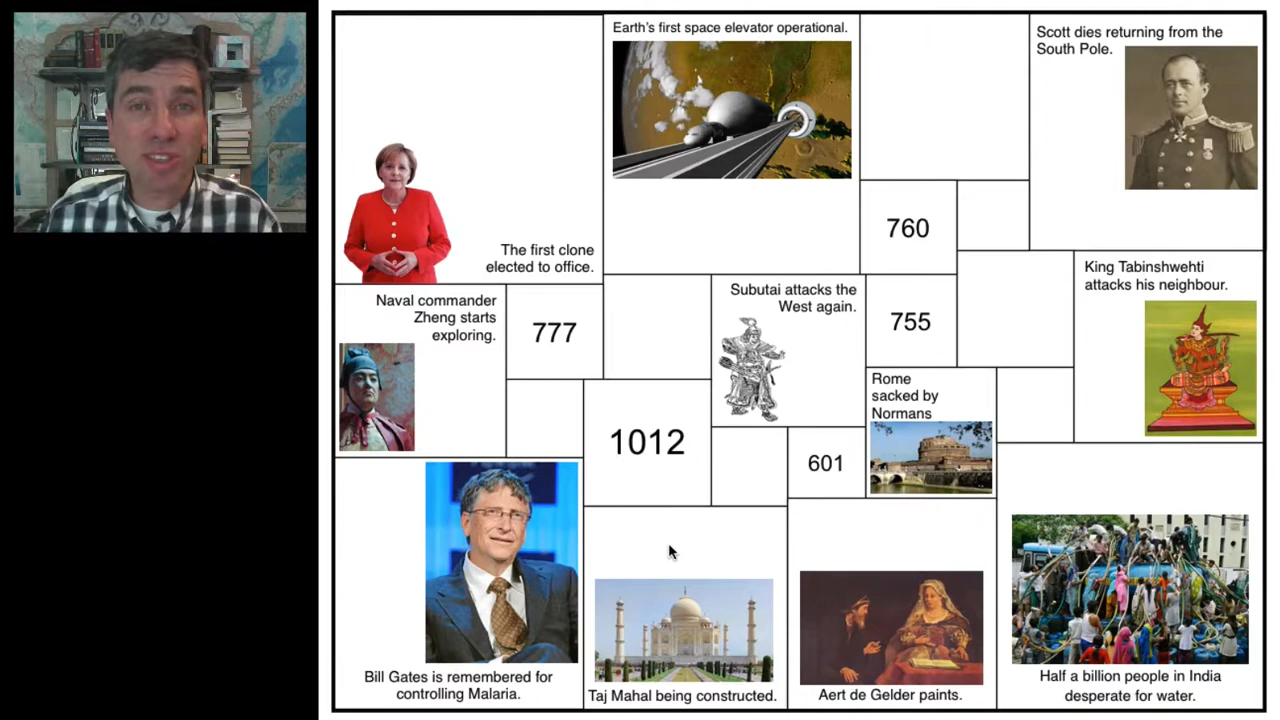 Earth's first space elevator operational.
Scott dies returning from the
South Pole.
The first clone
elected to office.
760
King Tabinshwehti
attacks his neighbour.
Naval commander
Zheng starts
exploring.
777
Subutai attacks the
West again.
755
Rome
sacked by
Normans
1012
601
Bill Gates is remembered for
controlling Malaria.
Taj Mahal being constructed.
Aert de Gelder paints.
Half a billion people in India
desperate for water.